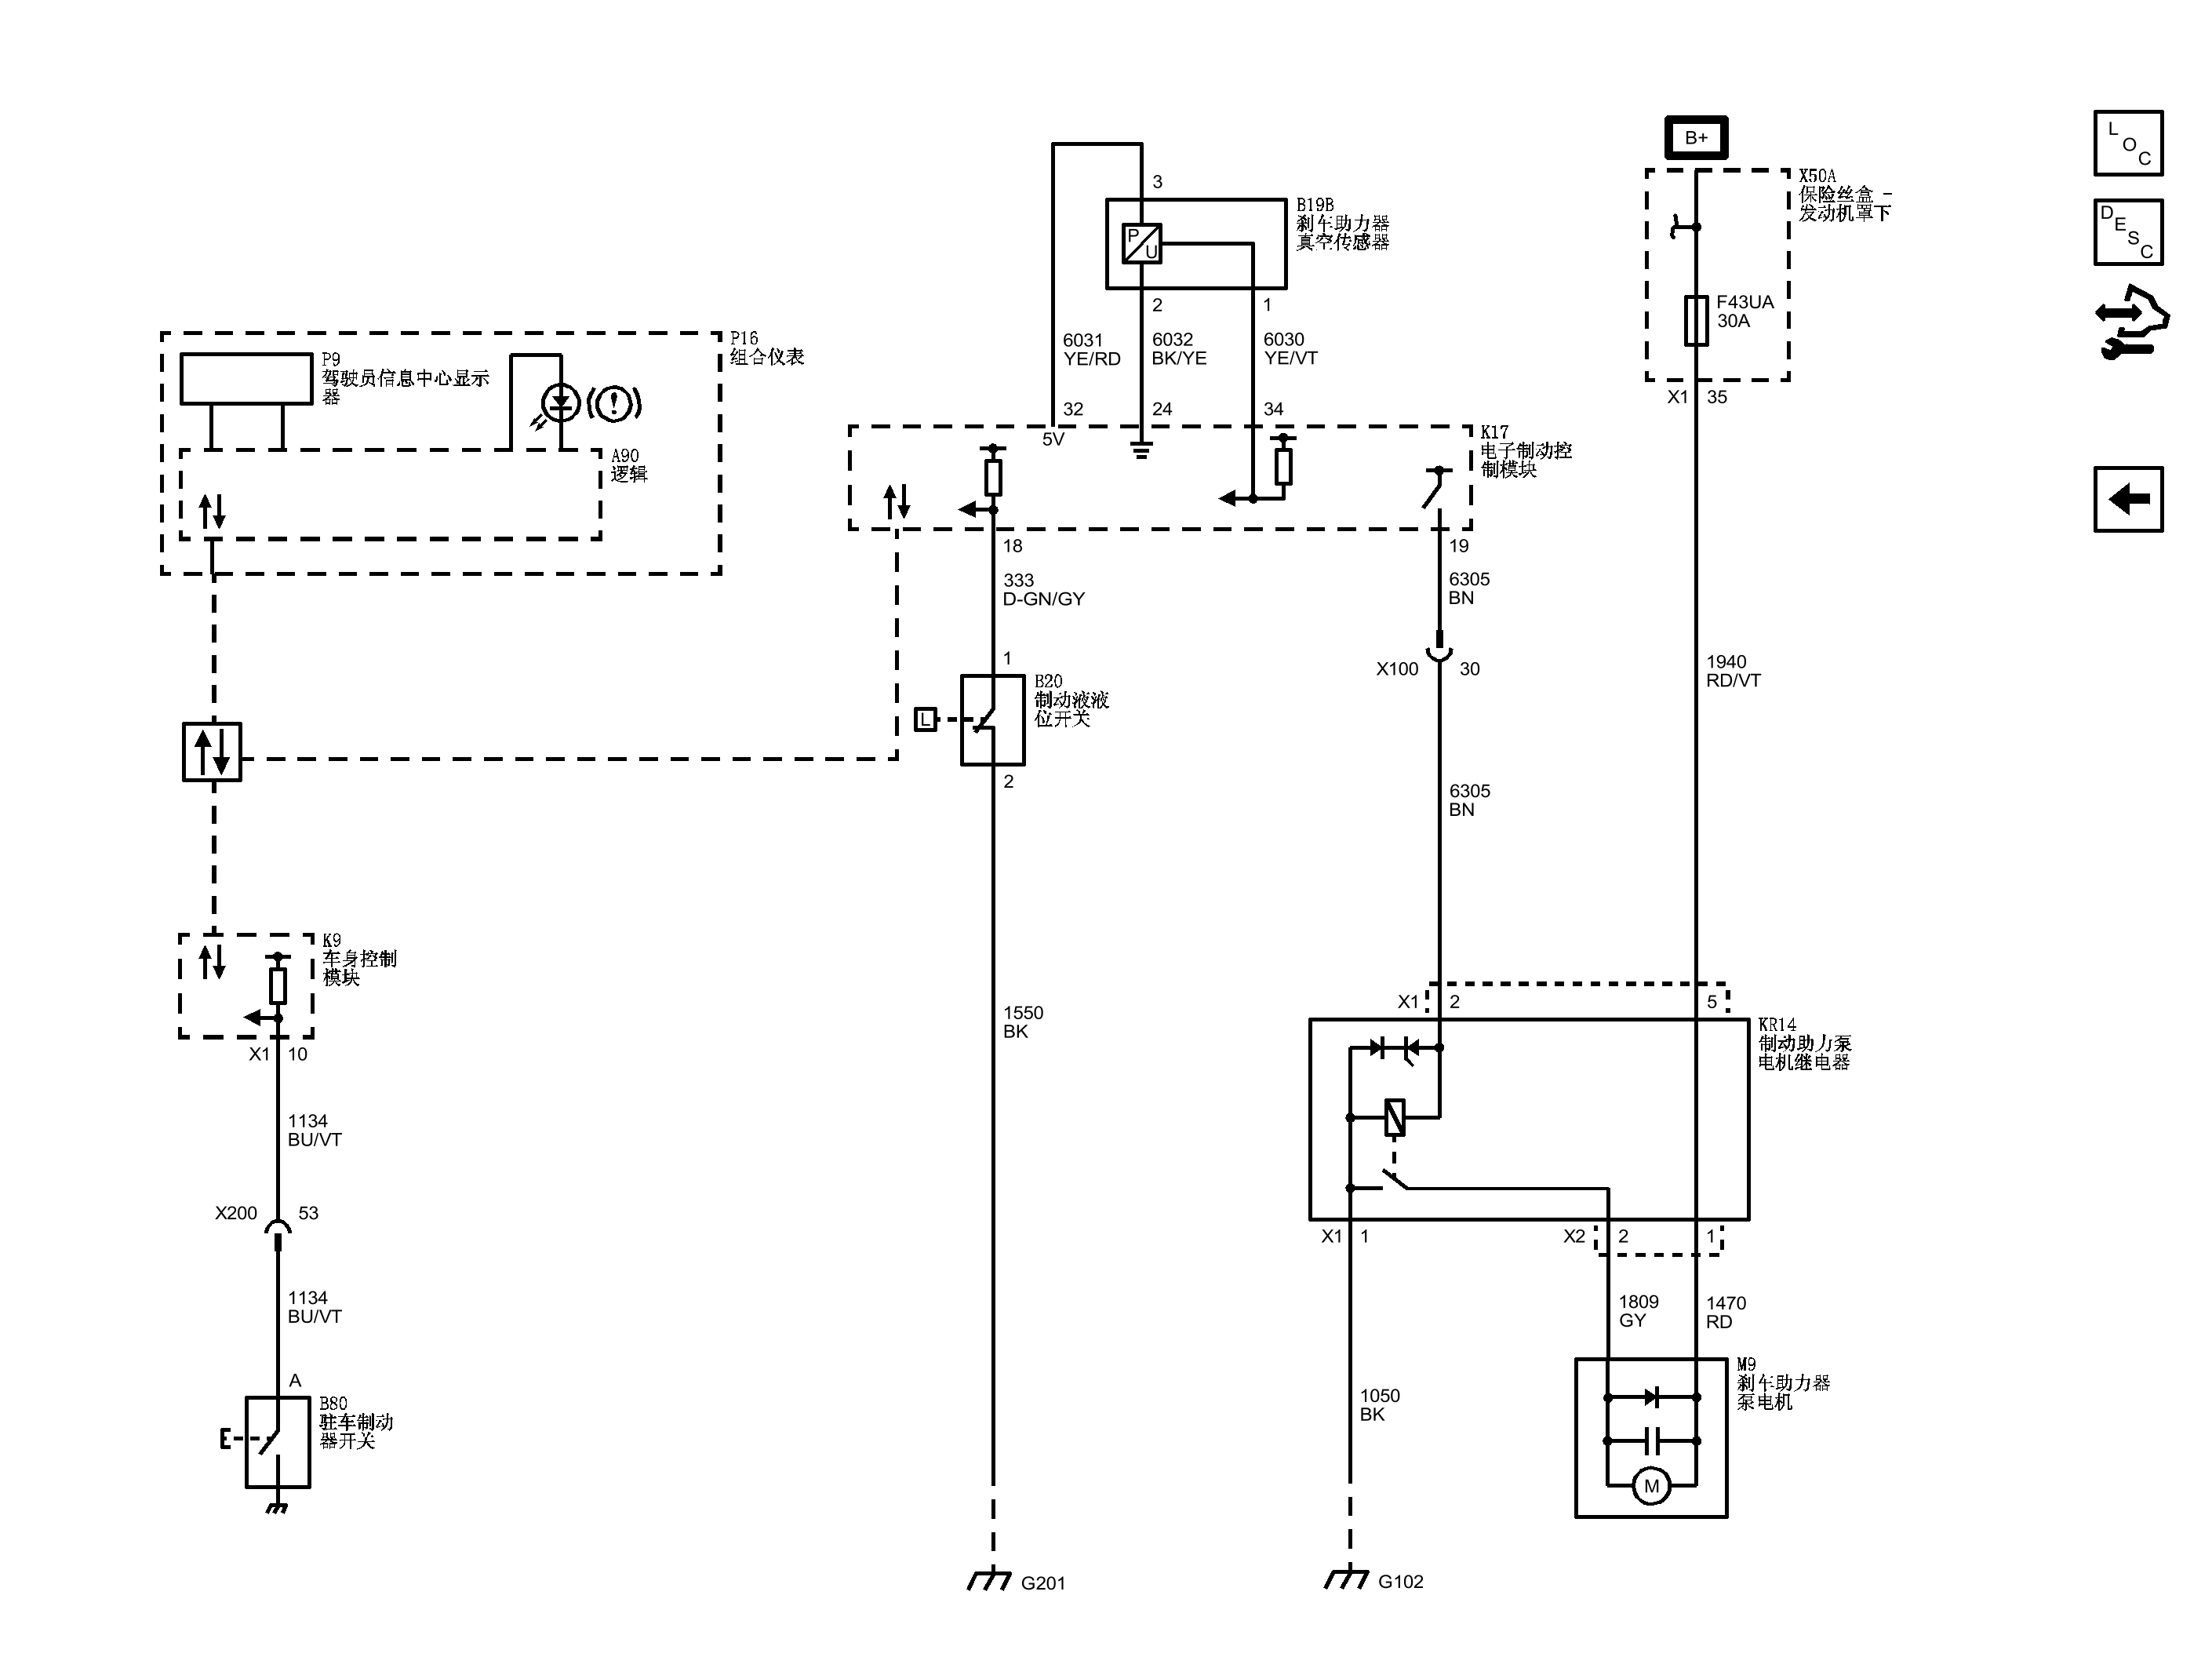 L
O
C
D
E
S
C
B+
X50A
保险丝盒 -
发动机罩下
F43UA
30A
X1 35
3
B19B
刹车助力器
真空传感器
P
U
2 1
6031
YE/RD
6032
BK/YE
6030
YE/VT
32 24 34
5V
K17
电子制动控
制模块
P16
组合仪表
P9
驾驶员信息中心显示
器
A90
逻辑
18
333
D-GN/GY
1
B20
制动液液
位开关
L
2
1550
BK
G201
19
6305
BN
X100 30
6305
BN
1940
RD/VT
X1 2 5
KR14
制动助力泵
电机继电器
X1 1
X2 2 1
1809
GY
1470
RD
M9
刹车助力器
泵电机
M
1050
BK
G102
K9
车身控制
模块
X1 10
1134
BU/VT
X200 53
1134
BU/VT
A
B80
驻车制动
器开关